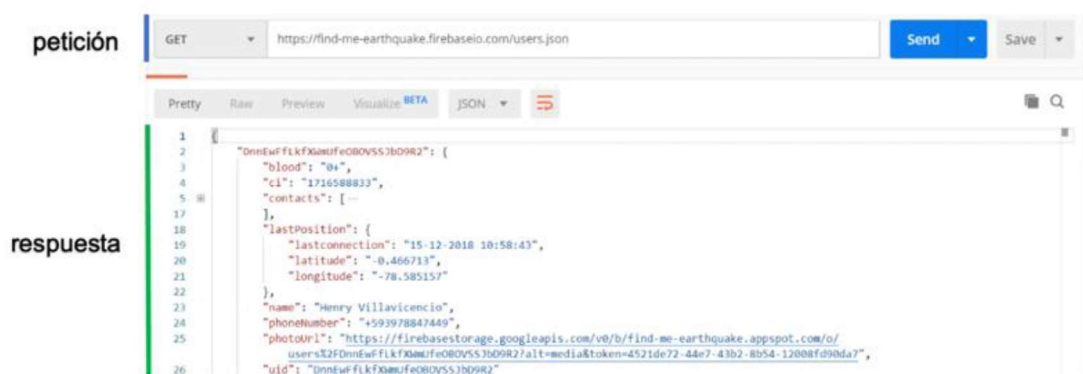 petición
GET https://find-me-earthquake.firebaseio.com/users.json Send Save
Pretty Raw Preview Visualize BETA JSON
respuesta
1 {
2 "DnnEwFfLkfXWmUfeOBOVSSJbD9R2": {
3 "blood": "0+",
4 "ci": "1716588833",
5 "contacts": [
17 ],
18 "lastPosition": {
19 "lastconnection": "15-12-2018 10:58:43",
20 "latitude": "-0.466713",
21 "longitude": "-78.585157"
22 },
23 "name": "Henry Villavicencio",
24 "phoneNumber": "+593978847449",
25 "photoUrl": "https://firebasestorage.googleapis.com/v0/b/find-me-earthquake.appspot.com/o/
users%2FDnnEwFfLkfXWmUfeOBOVSSJbD9R2?alt=media&token=4521de72-44e7-43b2-8b54-12008fd90da7",
26 "uid": "DnnEwFfLkfXWmUfeOBOVSSJbD9R2"